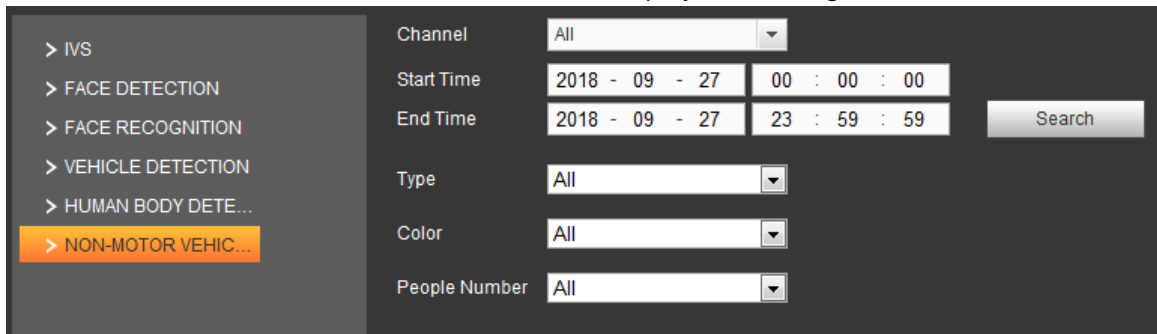 > IVS
> FACE DETECTION
> FACE RECOGNITION
> VEHICLE DETECTION
> HUMAN BODY DETE...
> NON-MOTOR VEHIC...
Channel All
Start Time 2018 - 09 - 27 00 : 00 : 00
End Time 2018 - 09 - 27 23 : 59 : 59 Search
Type All
Color All
People Number All